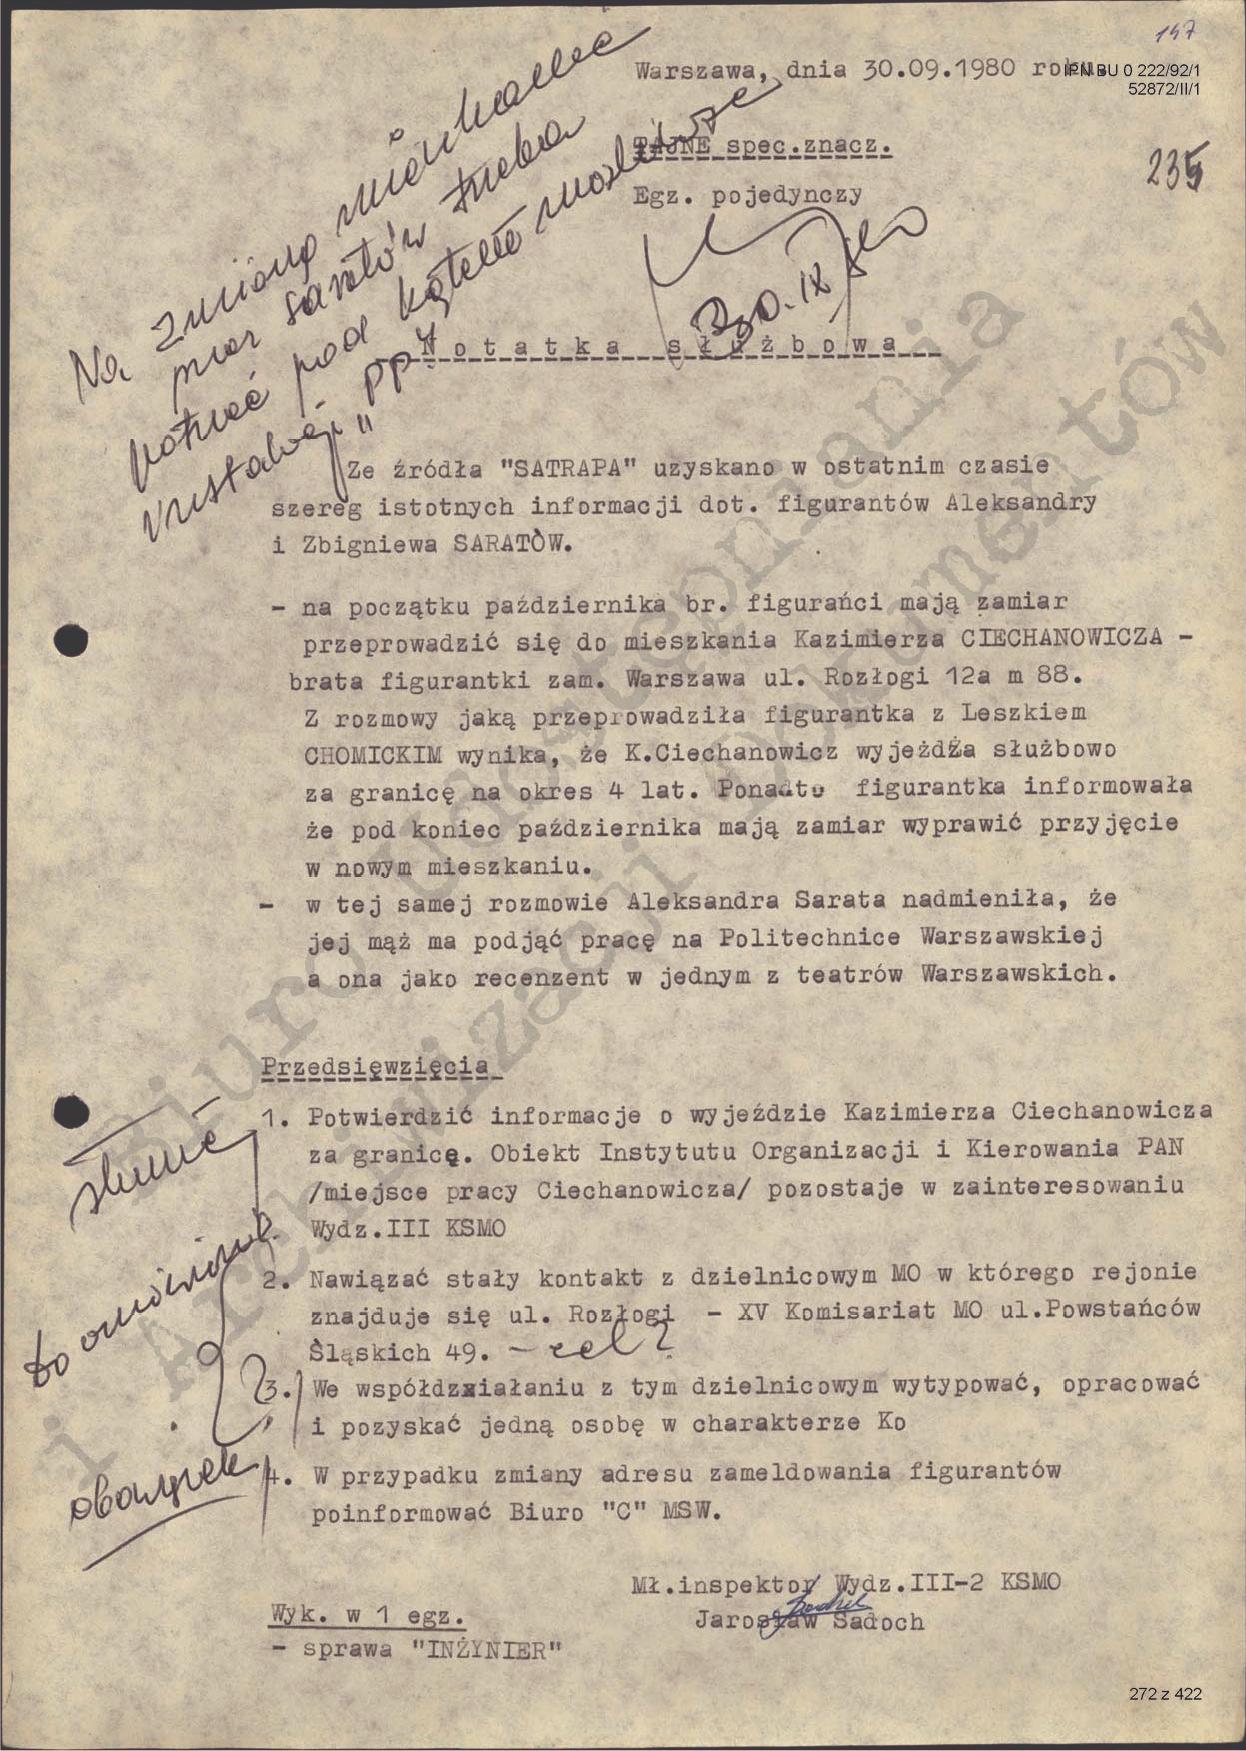 147
Warszawa, dnia 30.09.1980 roku.
IPN BU 0 222/92/1
52872/II/1
TAJNE spec.znacz.
Egz. pojedynczy
235
Na zmianę mieszkania
przez Saratów trzeba
patrzeć pod kątem możliwości
instalacji "PP"
30.IX
Notatka służbowa
Ze źródła "SATRAPA" uzyskano w ostatnim czasie
szereg istotnych informacji dot. figurantów Aleksandry
i Zbigniewa SARATÓW.
- na początku października br. figurańci mają zamiar
przeprowadzić się do mieszkania Kazimierza CIECHANOWICZA -
brata figurantki zam. Warszawa ul. Rozłogi 12a m 88.
Z rozmowy jaką przeprowadziła figurantka z Leszkiem
CHOMICKIM wynika, że K.Ciechanowicz wyjeżdża służbowo
za granicę na okres 4 lat. Ponadto figurantka informowała
że pod koniec października mają zamiar wyprawić przyjęcie
w nowym mieszkaniu.
- w tej samej rozmowie Aleksandra Sarata nadmieniła, że
jej mąż ma podjąć pracę na Politechnice Warszawskiej
a ona jako recenzent w jednym z teatrów Warszawskich.
Przedsięwzięcia
1. Potwierdzić informacje o wyjeździe Kazimierza Ciechanowicza
za granicę. Obiekt Instytutu Organizacji i Kierowania PAN
/miejsce pracy Ciechanowicza/ pozostaje w zainteresowaniu
Wydz.III KSMO
2. Nawiązać stały kontakt z dzielnicowym MO w którego rejonie
znajduje się ul. Rozłogi - XV Komisariat MO ul.Powstańców
Śląskich 49. - cel?
3. We współdziałaniu z tym dzielnicowym wytypować, opracować
i pozyskać jedną osobę w charakterze Ko
4. W przypadku zmiany adresu zameldowania figurantów
poinformować Biuro "C" MSW.
słuszne
do omówienia
obowiązek
Mł.inspektor Wydz.III-2 KSMO
Jarosław Sadoch
Wyk. w 1 egz.
- sprawa "INŻYNIER"
272 z 422
Biuro Udostępniania
i Archiwizacji Dokumentów